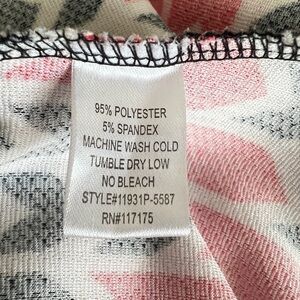 95% POLYESTER
5% SPANDEX
MACHINE WASH COLD
TUMBLE DRY LOW
NO BLEACH
STYLE#11931P-5587
RN#117175